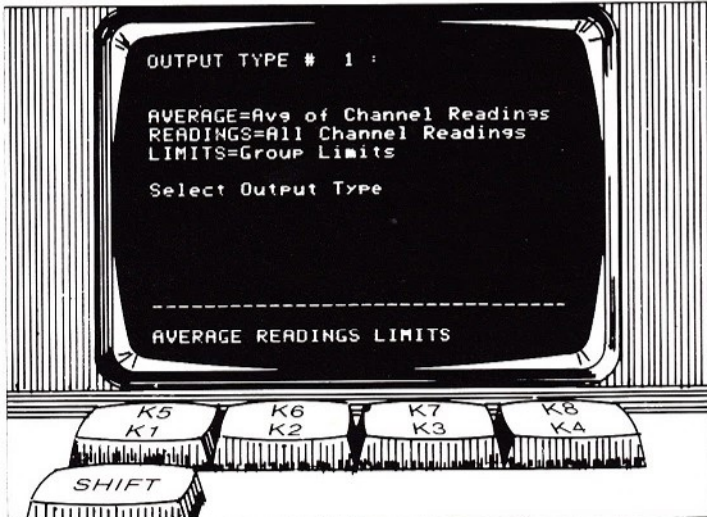 OUTPUT TYPE # 1 :
AVERAGE=Avg of Channel Readings
READINGS=All Channel Readings
LIMITS=Group Limits
Select Output Type
---------------------------------
AVERAGE READINGS LIMITS
K5 K6 K7 K8
K1 K2 K3 K4
SHIFT